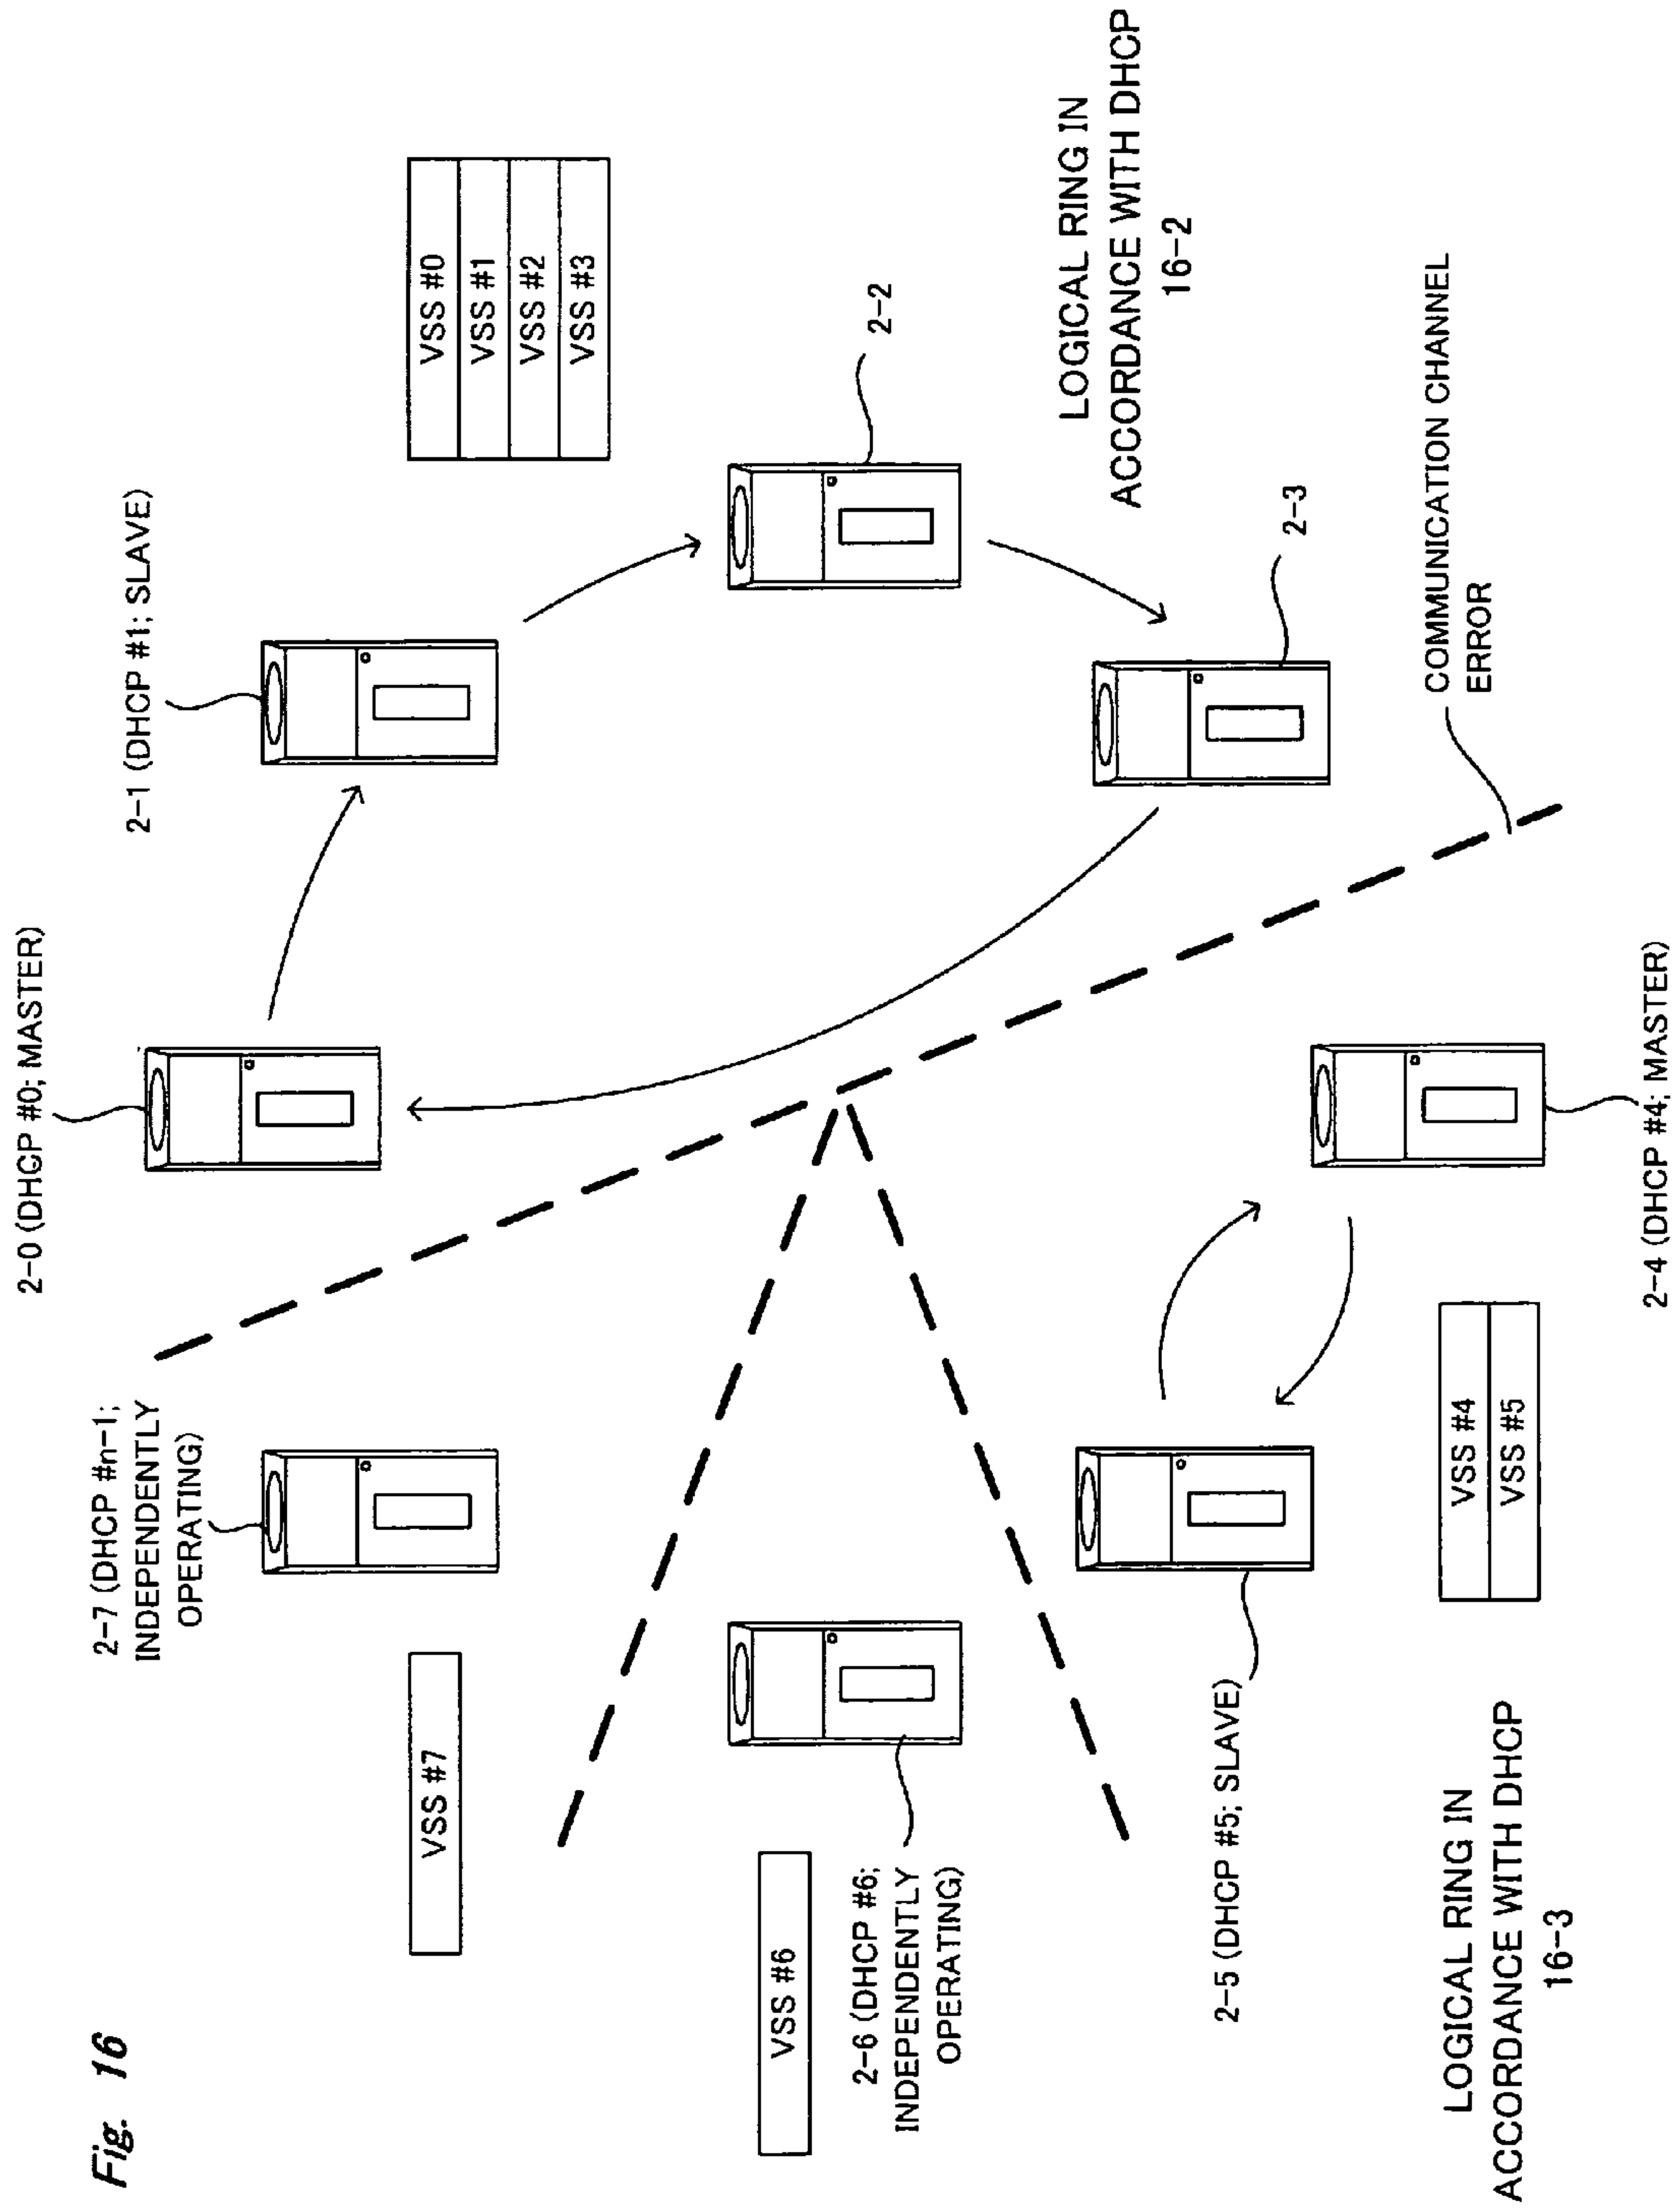 Fig. 16
2-0 (DHCP #0; MASTER)
2-1 (DHCP #1; SLAVE)
2-7 (DHCP #n-1;
INDEPENDENTLY
OPERATING)
VSS #0
VSS #1
VSS #2
VSS #3
VSS #7
2-2
VSS #6
2-6 (DHCP #6;
INDEPENDENTLY
OPERATING)
LOGICAL RING IN
ACCORDANCE WITH DHCP
16-2
2-3
2-5 (DHCP #5; SLAVE)
COMMUNICATION CHANNEL
ERROR
VSS #4
VSS #5
LOGICAL RING IN
ACCORDANCE WITH DHCP
16-3
2-4 (DHCP #4; MASTER)